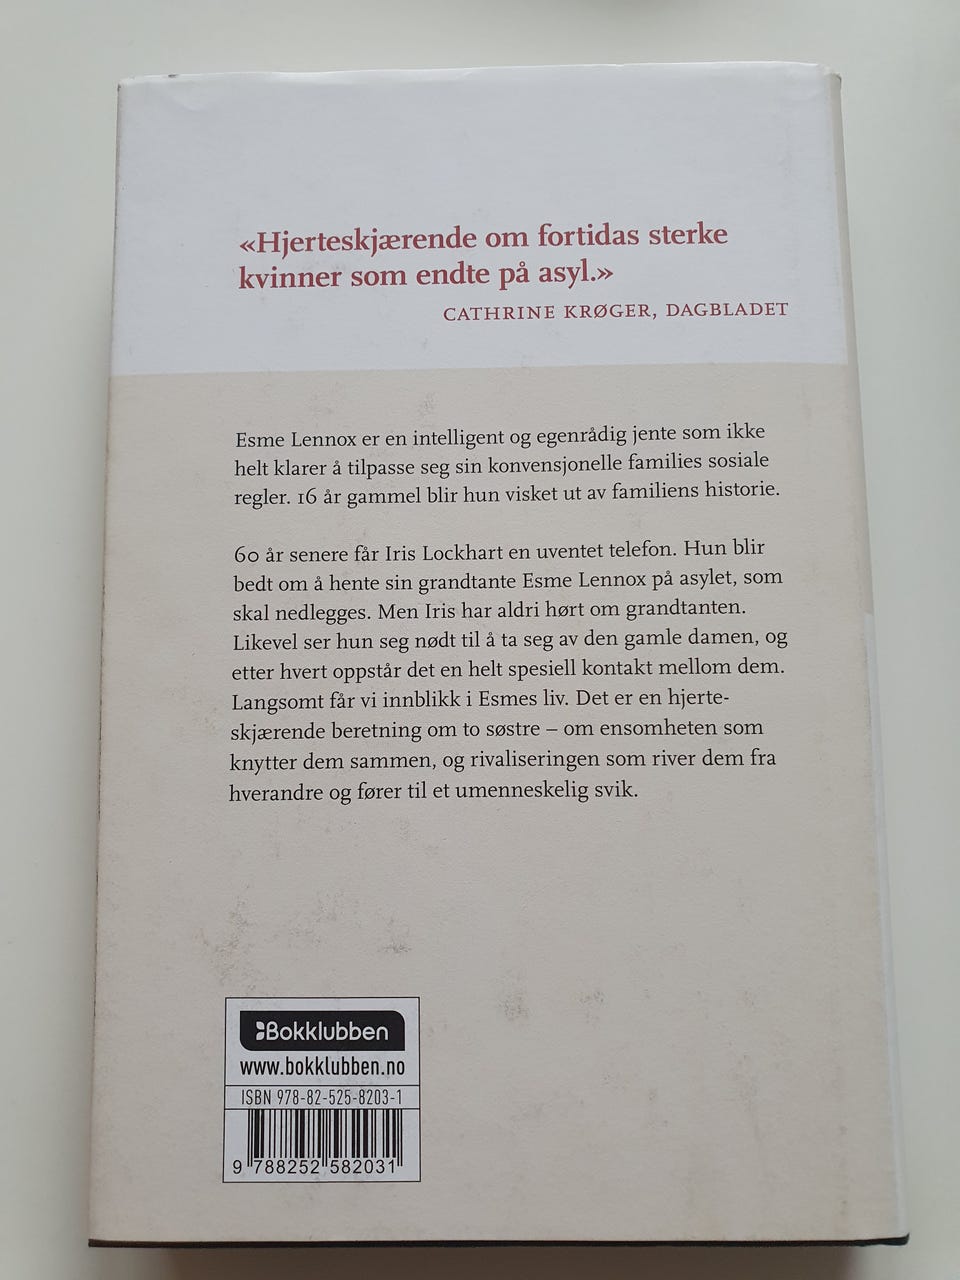 «Hjerteskjærende om fortidas sterke
kvinner som endte på asyl.»
CATHRINE KRØGER, DAGBLADET
Esme Lennox er en intelligent og egenrådig jente som ikke
helt klarer å tilpasse seg sin konvensjonelle families sosiale
regler. 16 år gammel blir hun visket ut av familiens historie.
60 år senere får Iris Lockhart en uventet telefon. Hun blir
bedt om å hente sin grandtante Esme Lennox på asylet, som
skal nedlegges. Men Iris har aldri hørt om grandtanten.
Likevel ser hun seg nødt til å ta seg av den gamle damen, og
etter hvert oppstår det en helt spesiell kontakt mellom dem.
Langsomt får vi innblikk i Esmes liv. Det er en hjerte-
skjærende beretning om to søstre – om ensomheten som
knytter dem sammen, og rivaliseringen som river dem fra
hverandre og fører til et umenneskelig svik.
Bokklubben
www.bokklubben.no
ISBN 978-82-525-8203-1
9 788252 582031